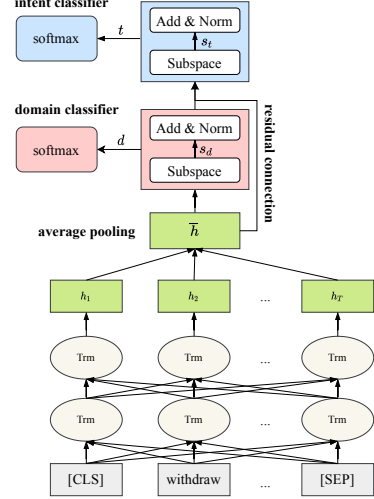 intent classifier
softmax
t
Add & Norm
s_t
Subspace
domain classifier
softmax
d
Add & Norm
s_d
Subspace
residual connection
average pooling
h̅
h_1
h_2
...
h_T
Trm
Trm
...
Trm
Trm
Trm
...
Trm
[CLS]
withdraw
...
[SEP]